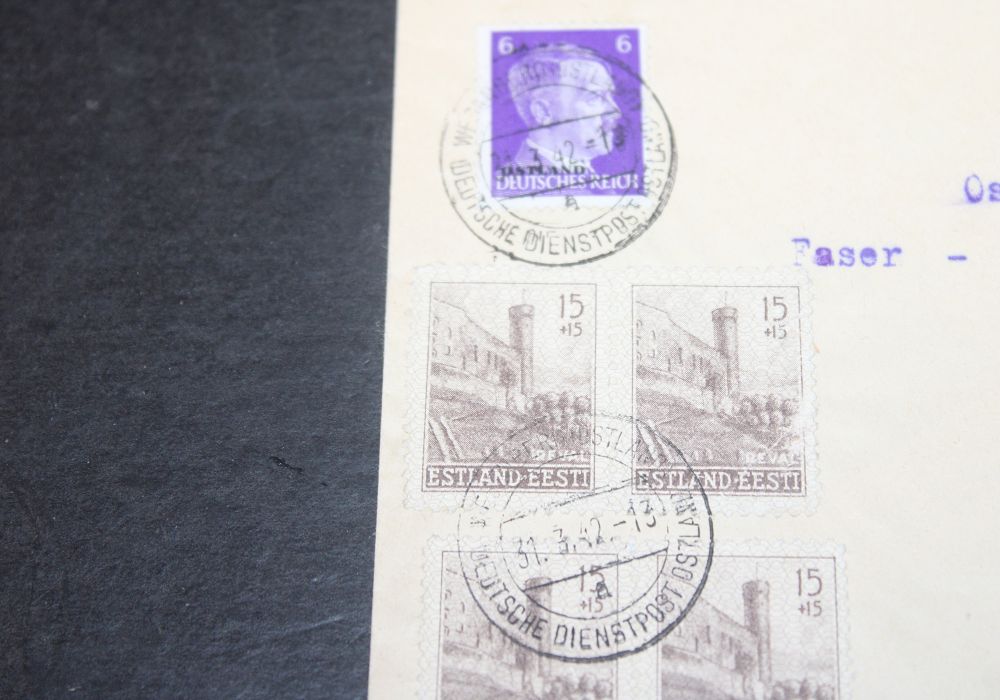 6 6
OSTLAND
DEUTSCHES REICH
DEUTSCHE DIENSTPOST OSTLAND
a
Os
Faser -
15
+15
REVAL
ESTLAND-EESTI
15
+15
REVAL
ESTLAND-EESTI
31.3.42.-13
a
DEUTSCHE DIENSTPOST OSTLAND
15
+15
15
+15